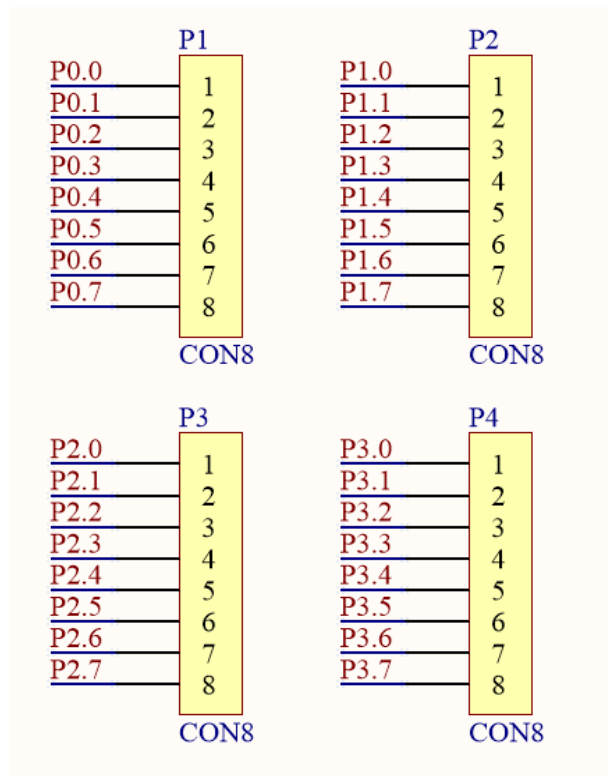 P1
P0.0 1
P0.1 2
P0.2 3
P0.3 4
P0.4 5
P0.5 6
P0.6 7
P0.7 8
CON8
P2
P1.0 1
P1.1 2
P1.2 3
P1.3 4
P1.4 5
P1.5 6
P1.6 7
P1.7 8
CON8
P3
P2.0 1
P2.1 2
P2.2 3
P2.3 4
P2.4 5
P2.5 6
P2.6 7
P2.7 8
CON8
P4
P3.0 1
P3.1 2
P3.2 3
P3.3 4
P3.4 5
P3.5 6
P3.6 7
P3.7 8
CON8